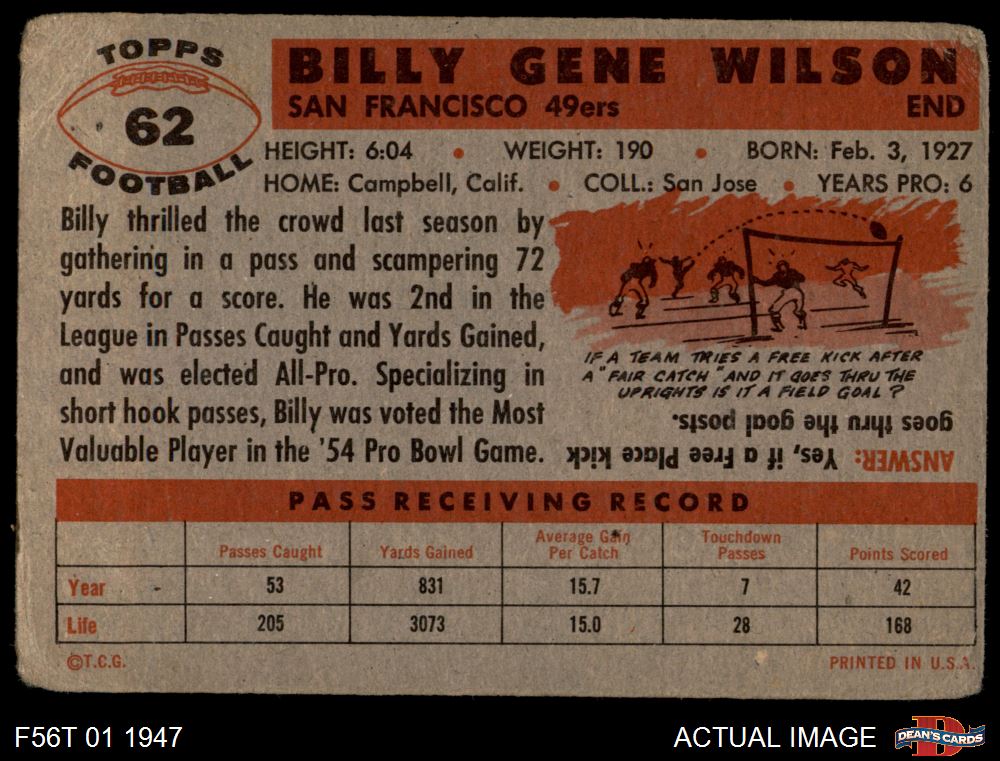 TOPPS
62
FOOTBALL
BILLY GENE WILSON
SAN FRANCISCO 49ers END
HEIGHT: 6:04 • WEIGHT: 190 • BORN: Feb. 3, 1927
HOME: Campbell, Calif. • COLL.: San Jose • YEARS PRO: 6
Billy thrilled the crowd last season by
gathering in a pass and scampering 72
yards for a score. He was 2nd in the
League in Passes Caught and Yards Gained,
and was elected All-Pro. Specializing in
short hook passes, Billy was voted the Most
Valuable Player in the '54 Pro Bowl Game.
IF A TEAM TRIES A FREE KICK AFTER
A "FAIR CATCH" AND IT GOES THRU THE
UPRIGHTS IS IT A FIELD GOAL?
ANSWER: Yes, if a Free Place kick
goes thru the goal posts.
PASS RECEIVING RECORD
Passes Caught Yards Gained Average Gain Per Catch Touchdown Passes Points Scored
Year 53 831 15.7 7 42
Life 205 3073 15.0 28 168
©T.C.G. PRINTED IN U.S.A.
F56T 01 1947 ACTUAL IMAGE D DEAN'S CARDS